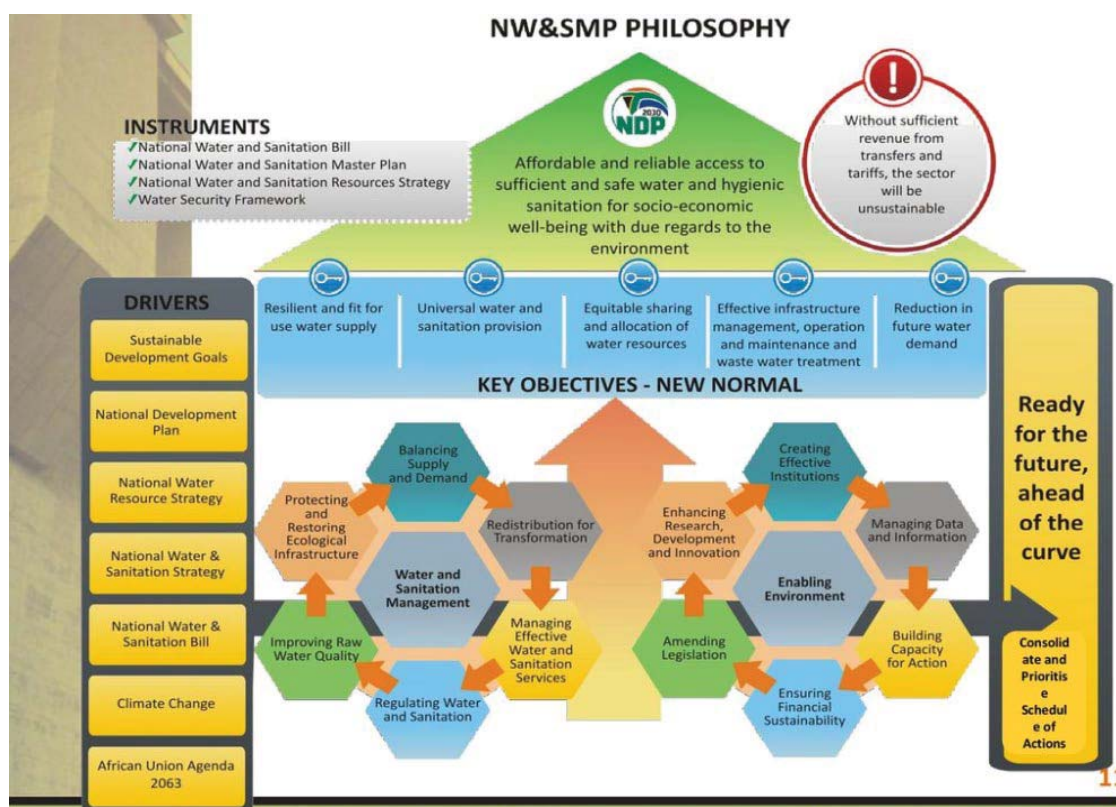 NW&SMP PHILOSOPHY
INSTRUMENTS
✓National Water and Sanitation Bill
✓National Water and Sanitation Master Plan
✓National Water and Sanitation Resources Strategy
✓Water Security Framework
2030
NDP
Affordable and reliable access to
sufficient and safe water and hygienic
sanitation for socio-economic
well-being with due regards to the
environment
!
Without sufficient
revenue from
transfers and
tariffs, the sector
will be
unsustainable
DRIVERS
Sustainable
Development Goals
National Development
Plan
National Water
Resource Strategy
National Water &
Sanitation Strategy
National Water &
Sanitation Bill
Climate Change
African Union Agenda
2063
Resilient and fit for
use water supply
Universal water and
sanitation provision
Equitable sharing
and allocation of
water resources
Effective infrastructure
management, operation
and maintenance and
waste water treatment
Reduction in
future water
demand
KEY OBJECTIVES - NEW NORMAL
Balancing
Supply
and Demand
Redistribution for
Transformation
Managing
Effective
Water and
Sanitation
Services
Regulating Water
and Sanitation
Improving Raw
Water Quality
Protecting
and
Restoring
Ecological
Infrastructure
Water and
Sanitation
Management
Creating
Effective
Institutions
Managing Data
and Information
Building
Capacity
for Action
Ensuring
Financial
Sustainability
Amending
Legislation
Enhancing
Research,
Development
and Innovation
Enabling
Environment
Ready
for the
future,
ahead
of the
curve
Consolid
ate and
Prioritis
e
Schedul
e of
Actions